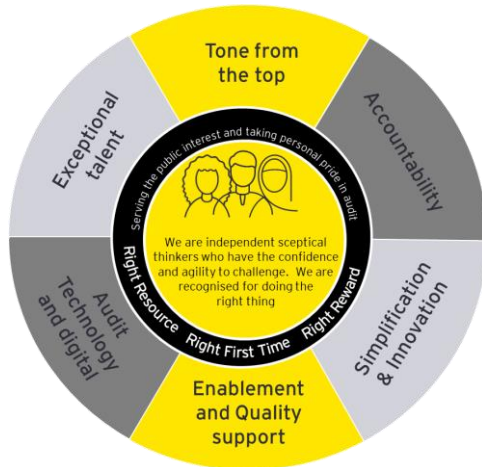 Tone from
the top
Accountability
Simplification
& Innovation
Enablement
and Quality
support
Audit
Technology
and digital
Exceptional
talent
Serving the public interest and taking personal pride in audit
We are independent sceptical
thinkers who have the confidence
and agility to challenge. We are
recognised for doing the
right thing
Right Resource
Right First Time
Right Reward